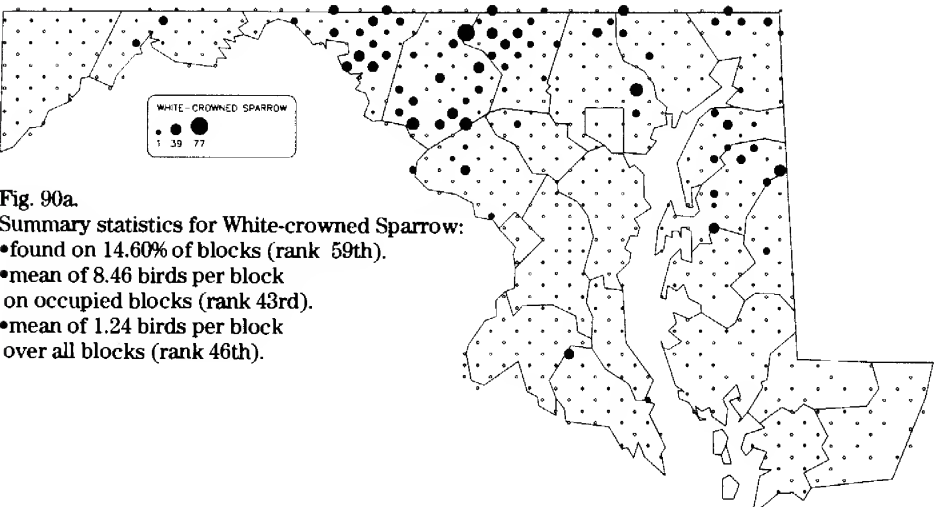 WHITE-CROWNED SPARROW
1 39 77
Fig. 90a.
Summary statistics for White-crowned Sparrow:
•found on 14.60% of blocks (rank 59th).
•mean of 8.46 birds per block
on occupied blocks (rank 43rd).
•mean of 1.24 birds per block
over all blocks (rank 46th).